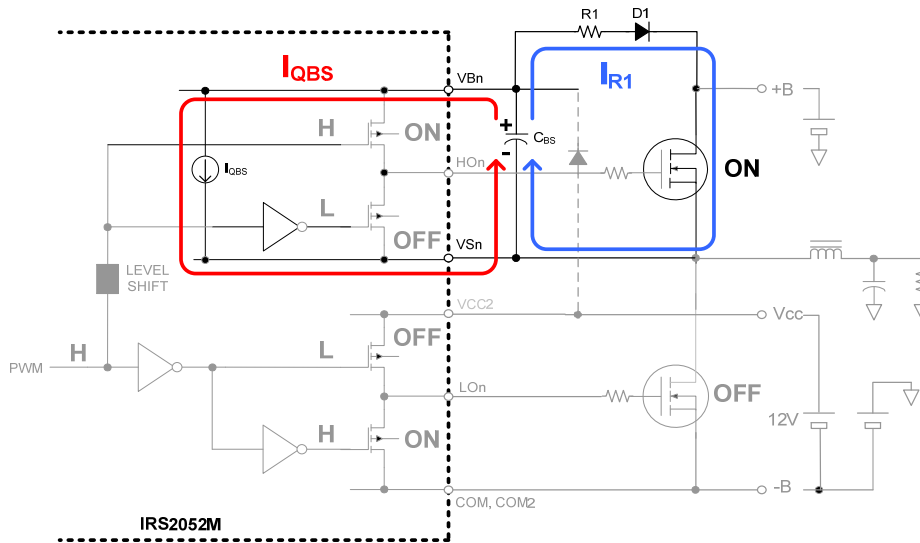 R1
D1
IQBS
VBn
IR1
+B
H
ON
+
CBS
-
HOn
IQBS
ON
L
OFF
VSn
LEVEL
SHIFT
VCC2
Vcc
OFF
H
L
PWM
LOn
OFF
H
ON
12V
-B
COM, COM2
IRS2052M